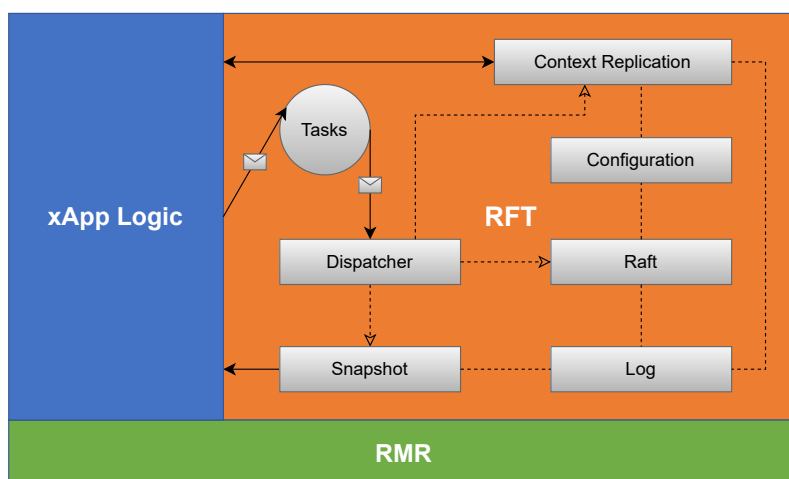 Context Replication
Tasks
Configuration
xApp Logic
RFT
Dispatcher
Raft
Snapshot
Log
RMR